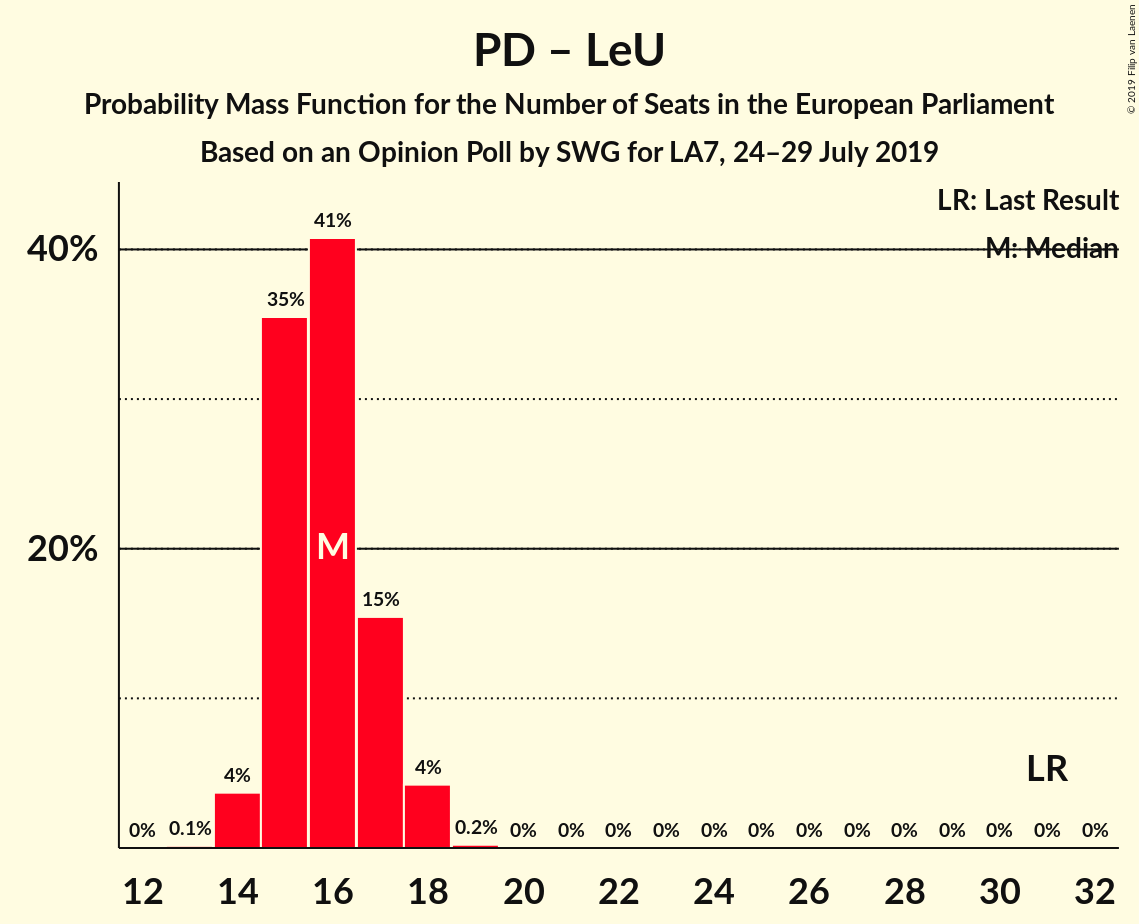 PD – LeU
Probability Mass Function for the Number of Seats in the European Parliament
Based on an Opinion Poll by SWG for LA7, 24–29 July 2019
© 2019 Filip van Laenen
LR: Last Result
M: Median
40%
20%
0% 0.1% 4% 35% 41% 15% 4% 0.2% 0% 0% 0% 0% 0% 0% 0% 0% 0% 0% 0% 0% 0%
M
LR
12 14 16 18 20 22 24 26 28 30 32